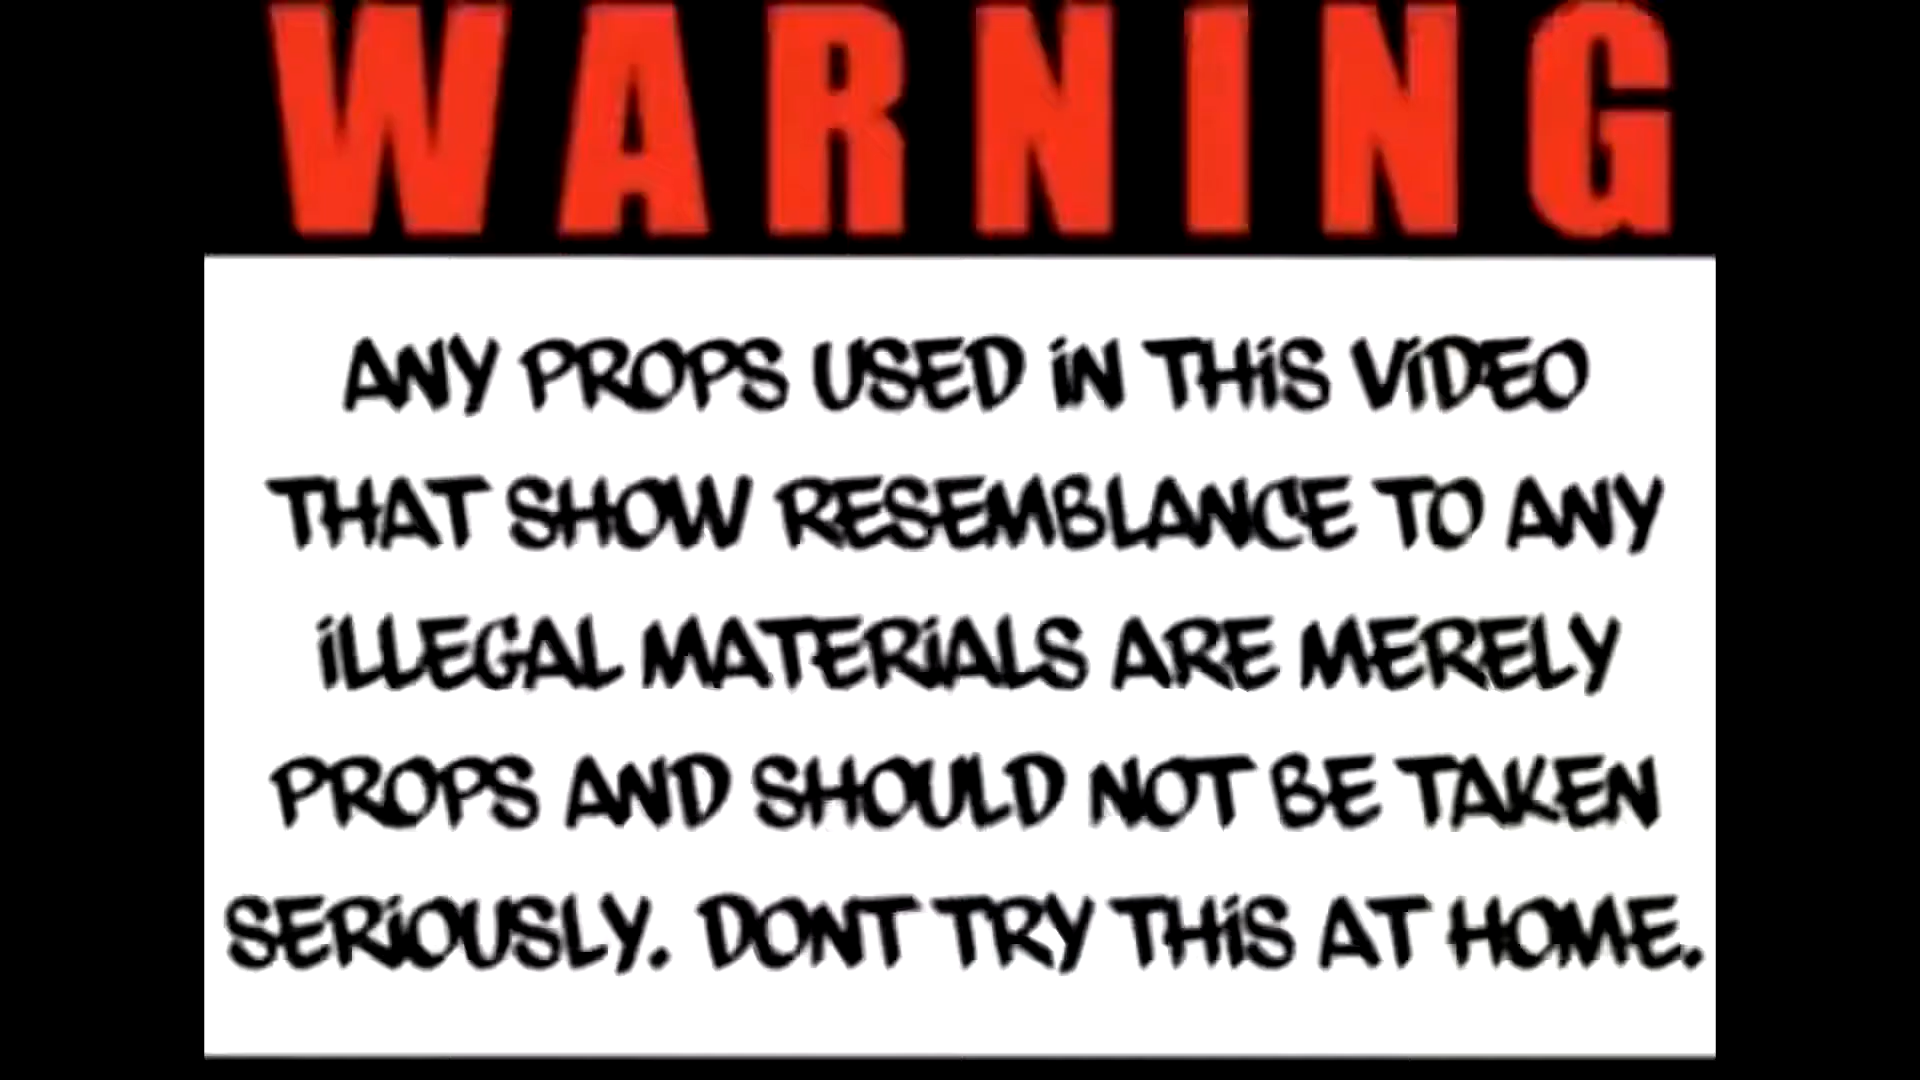 WARNING
ANY PROPS USED iN THiS ViDEO
THAT SHOW RESEMBLANCE TO ANY
iLLEGAL MATERiALS ARE MERELY
PROPS AND SHOULD NOT BE TAKEN
SERiOUSLY. DONT TRY THiS AT HOME.